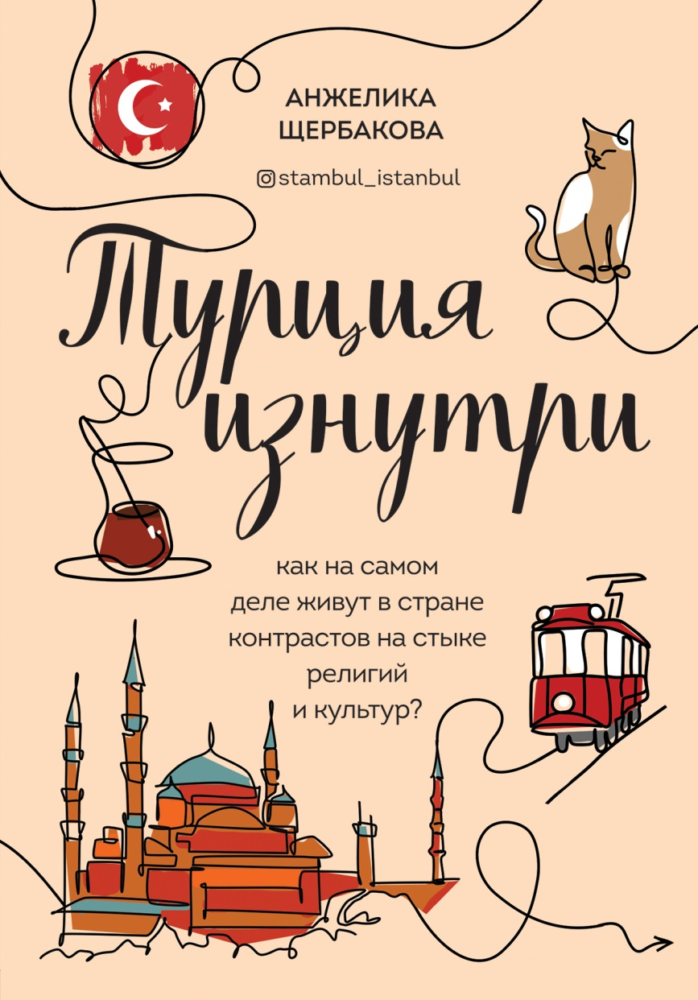 АНЖЕЛИКА
ЩЕРБАКОВА
stambul_istanbul
Турция
изнутри
как на самом
деле живут в стране
контрастов на стыке
религий
и культур?